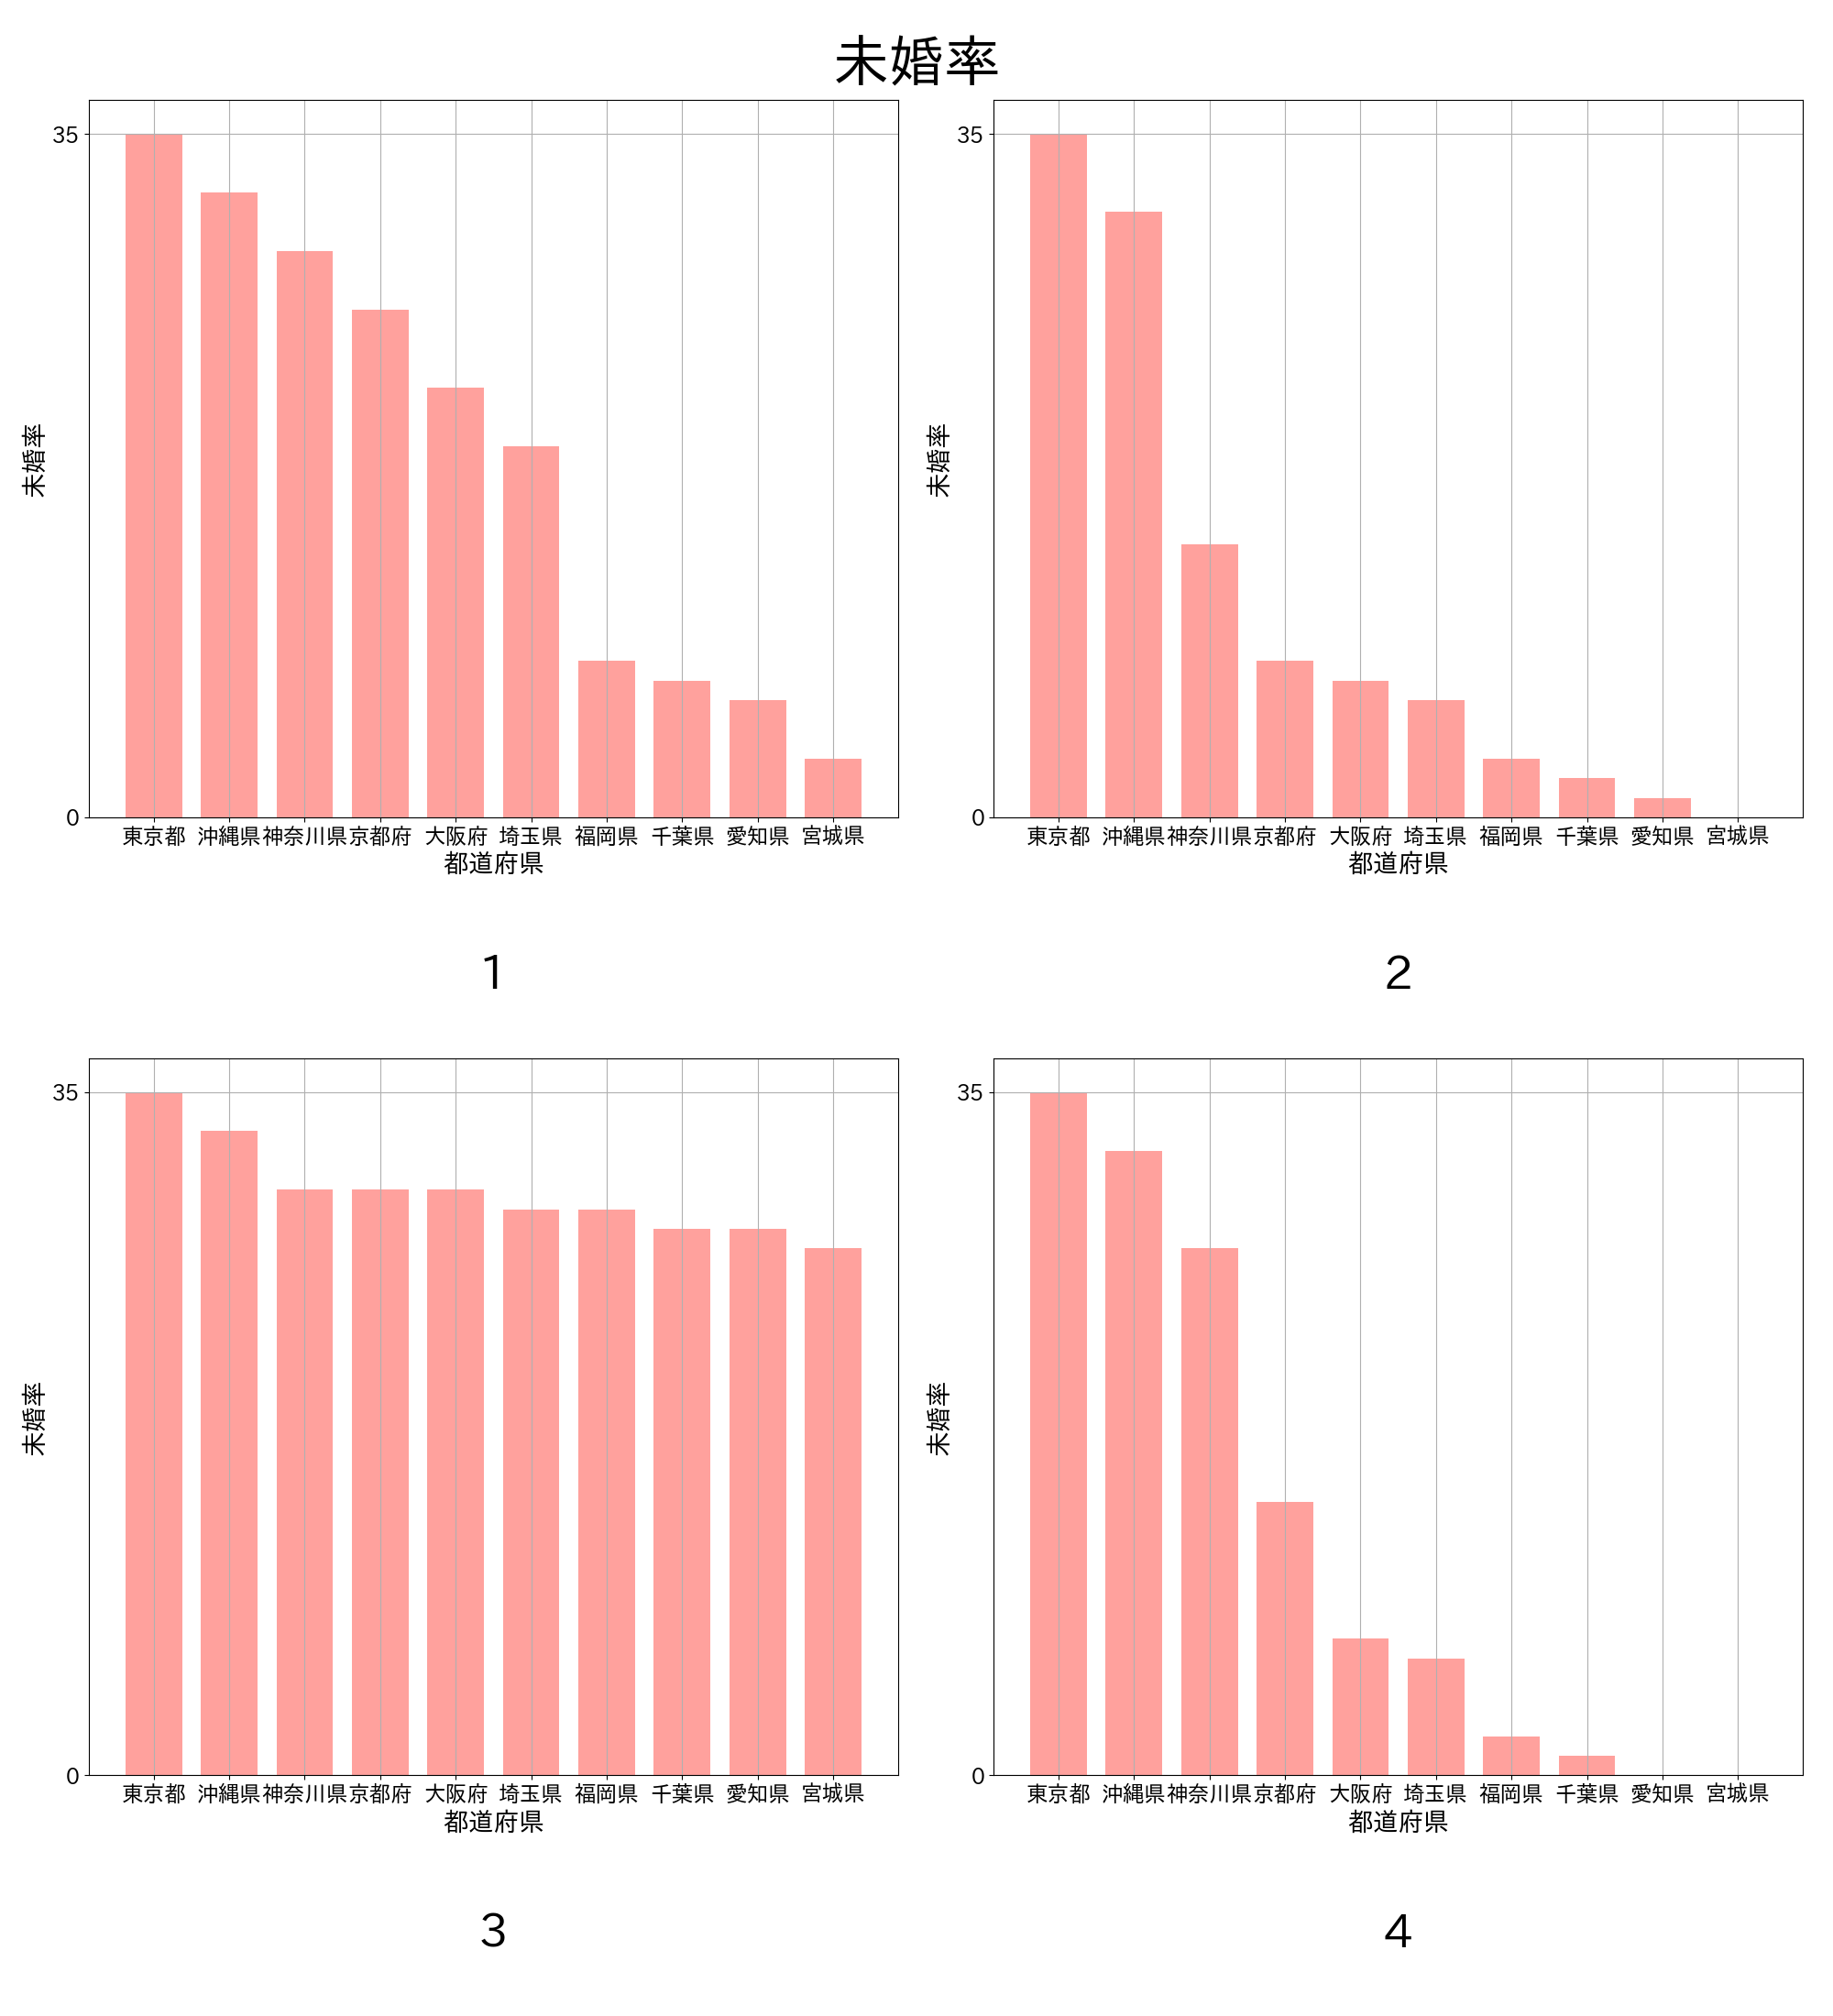 未婚率
35
0
未婚率
東京都 沖縄県 神奈川県 京都府 大阪府 埼玉県 福岡県 千葉県 愛知県 宮城県
都道府県
1
35
0
未婚率
東京都 沖縄県 神奈川県 京都府 大阪府 埼玉県 福岡県 千葉県 愛知県 宮城県
都道府県
2
35
0
未婚率
東京都 沖縄県 神奈川県 京都府 大阪府 埼玉県 福岡県 千葉県 愛知県 宮城県
都道府県
3
35
0
未婚率
東京都 沖縄県 神奈川県 京都府 大阪府 埼玉県 福岡県 千葉県 愛知県 宮城県
都道府県
4